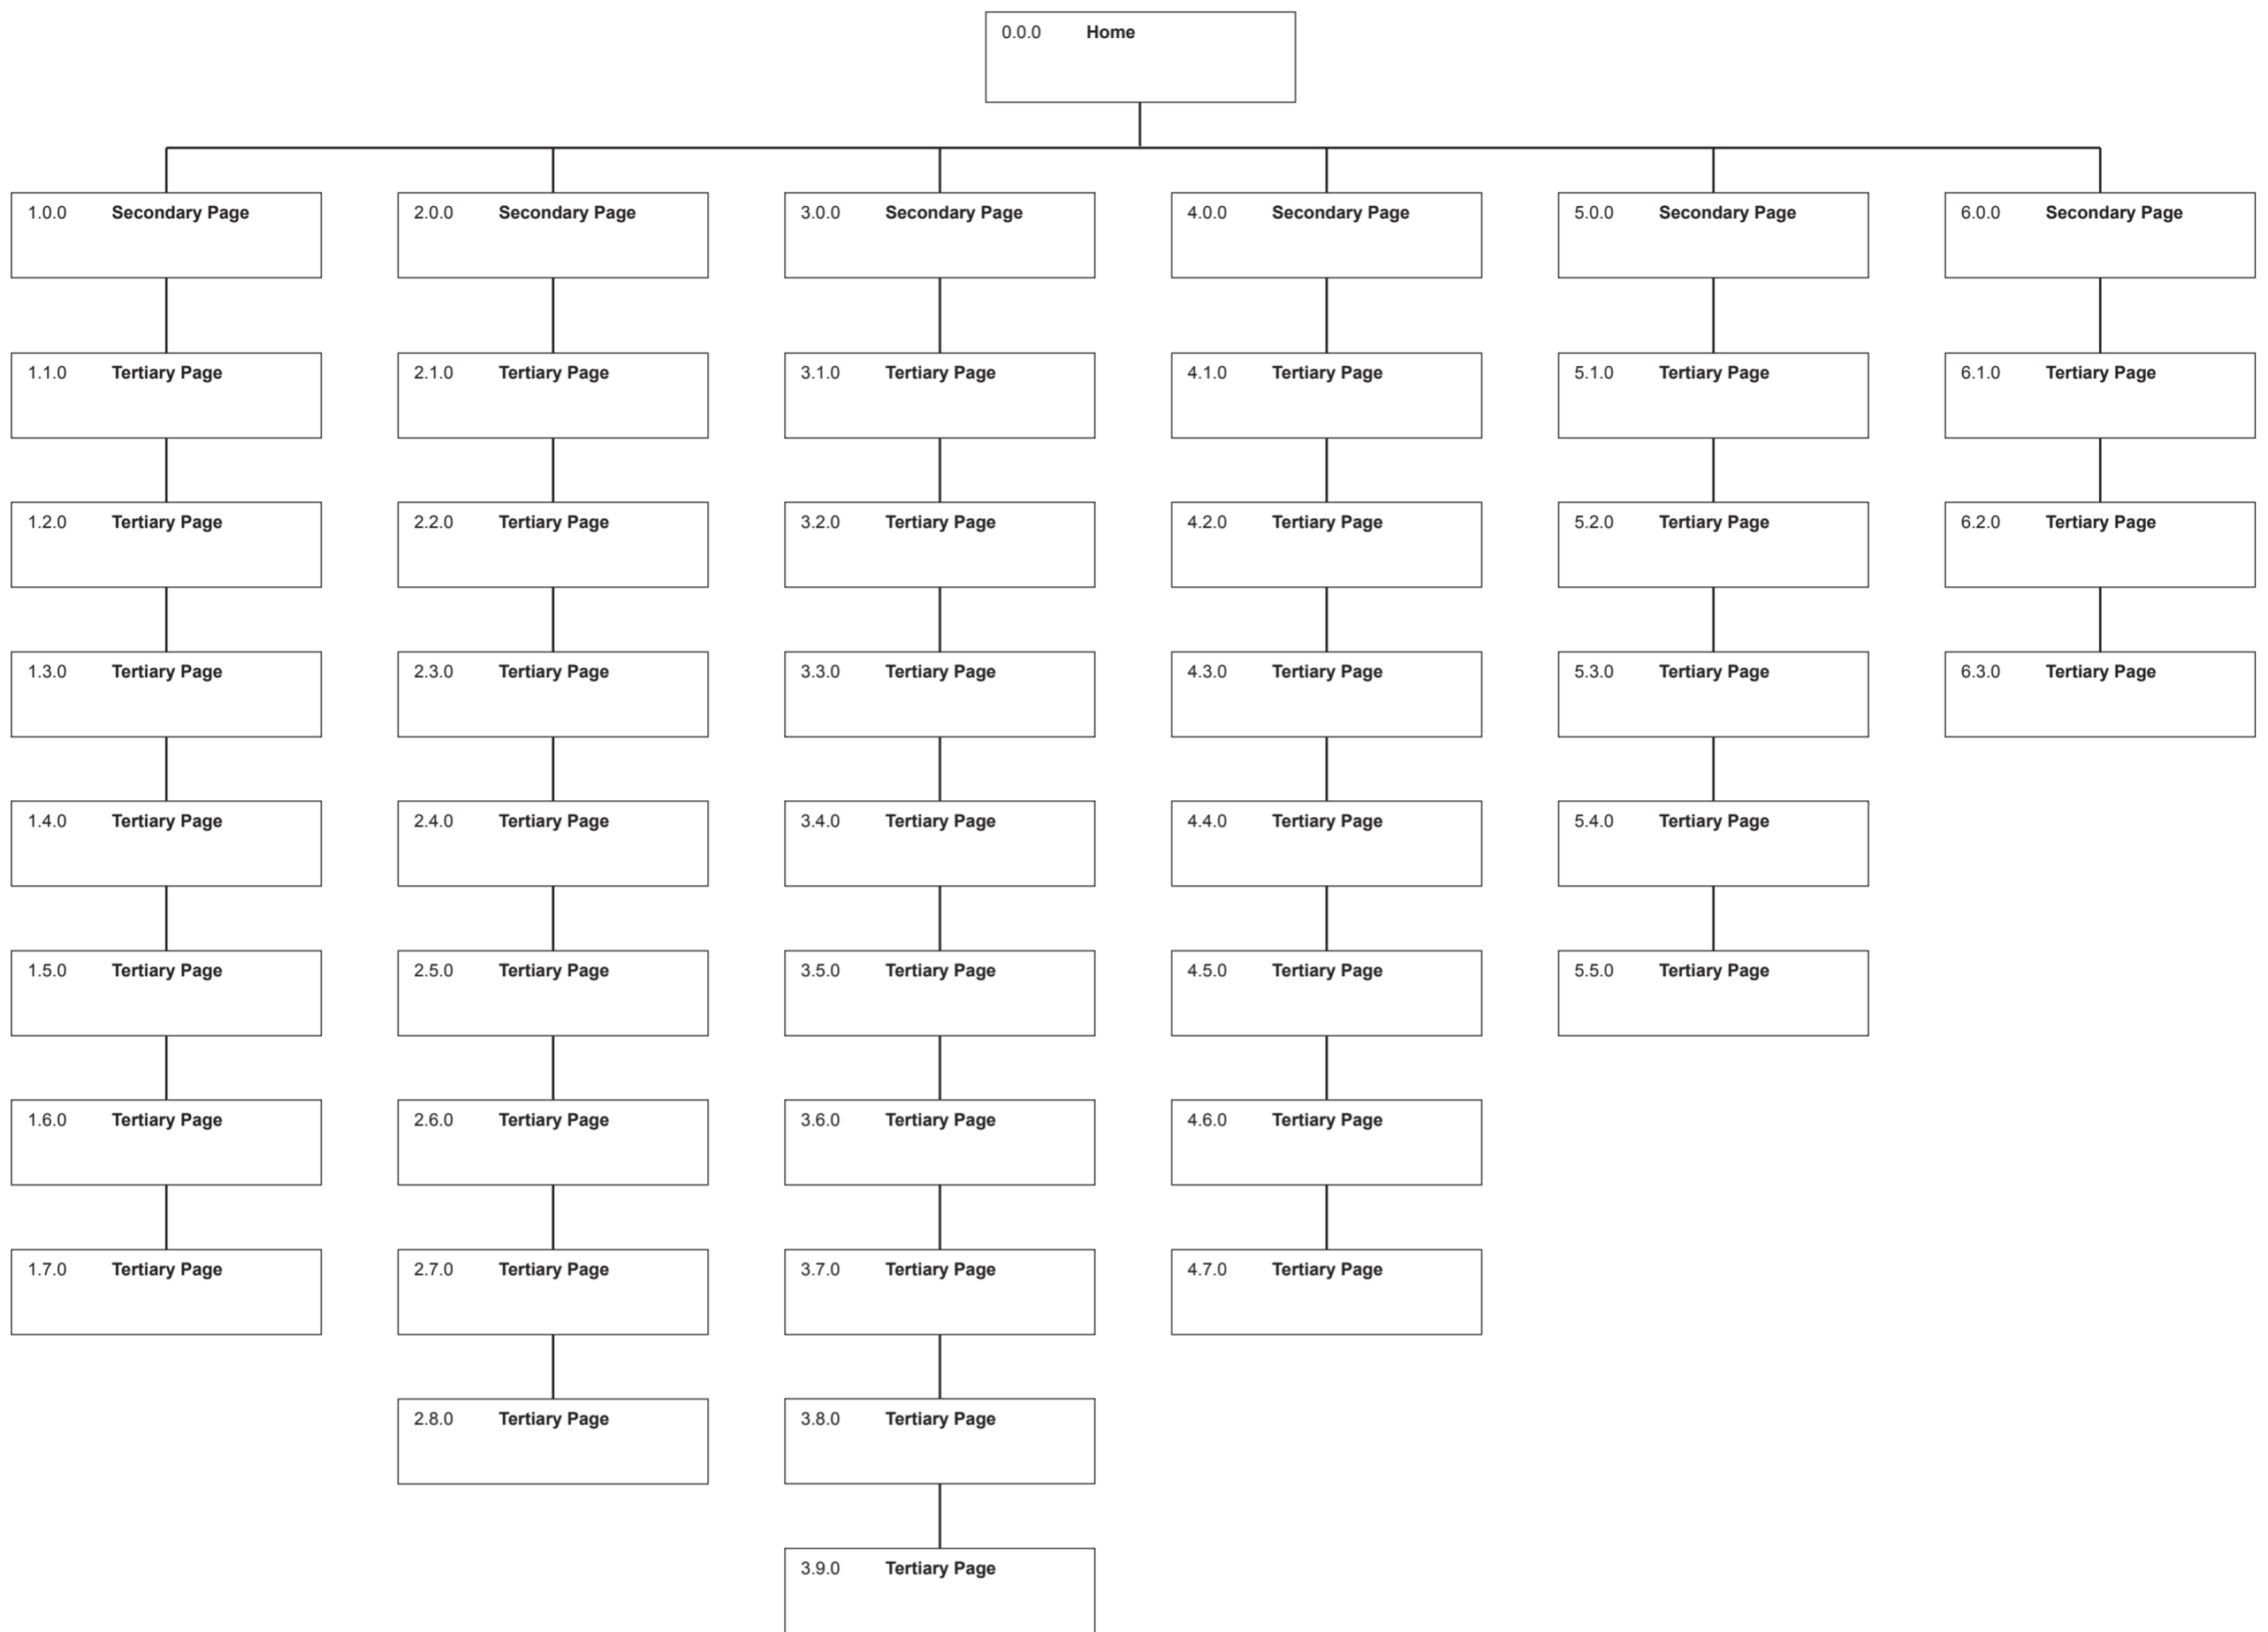 0.0.0 Home
1.0.0 Secondary Page
2.0.0 Secondary Page
3.0.0 Secondary Page
4.0.0 Secondary Page
5.0.0 Secondary Page
6.0.0 Secondary Page
1.1.0 Tertiary Page
2.1.0 Tertiary Page
3.1.0 Tertiary Page
4.1.0 Tertiary Page
5.1.0 Tertiary Page
6.1.0 Tertiary Page
1.2.0 Tertiary Page
2.2.0 Tertiary Page
3.2.0 Tertiary Page
4.2.0 Tertiary Page
5.2.0 Tertiary Page
6.2.0 Tertiary Page
1.3.0 Tertiary Page
2.3.0 Tertiary Page
3.3.0 Tertiary Page
4.3.0 Tertiary Page
5.3.0 Tertiary Page
6.3.0 Tertiary Page
1.4.0 Tertiary Page
2.4.0 Tertiary Page
3.4.0 Tertiary Page
4.4.0 Tertiary Page
5.4.0 Tertiary Page
1.5.0 Tertiary Page
2.5.0 Tertiary Page
3.5.0 Tertiary Page
4.5.0 Tertiary Page
5.5.0 Tertiary Page
1.6.0 Tertiary Page
2.6.0 Tertiary Page
3.6.0 Tertiary Page
4.6.0 Tertiary Page
1.7.0 Tertiary Page
2.7.0 Tertiary Page
3.7.0 Tertiary Page
4.7.0 Tertiary Page
2.8.0 Tertiary Page
3.8.0 Tertiary Page
3.9.0 Tertiary Page